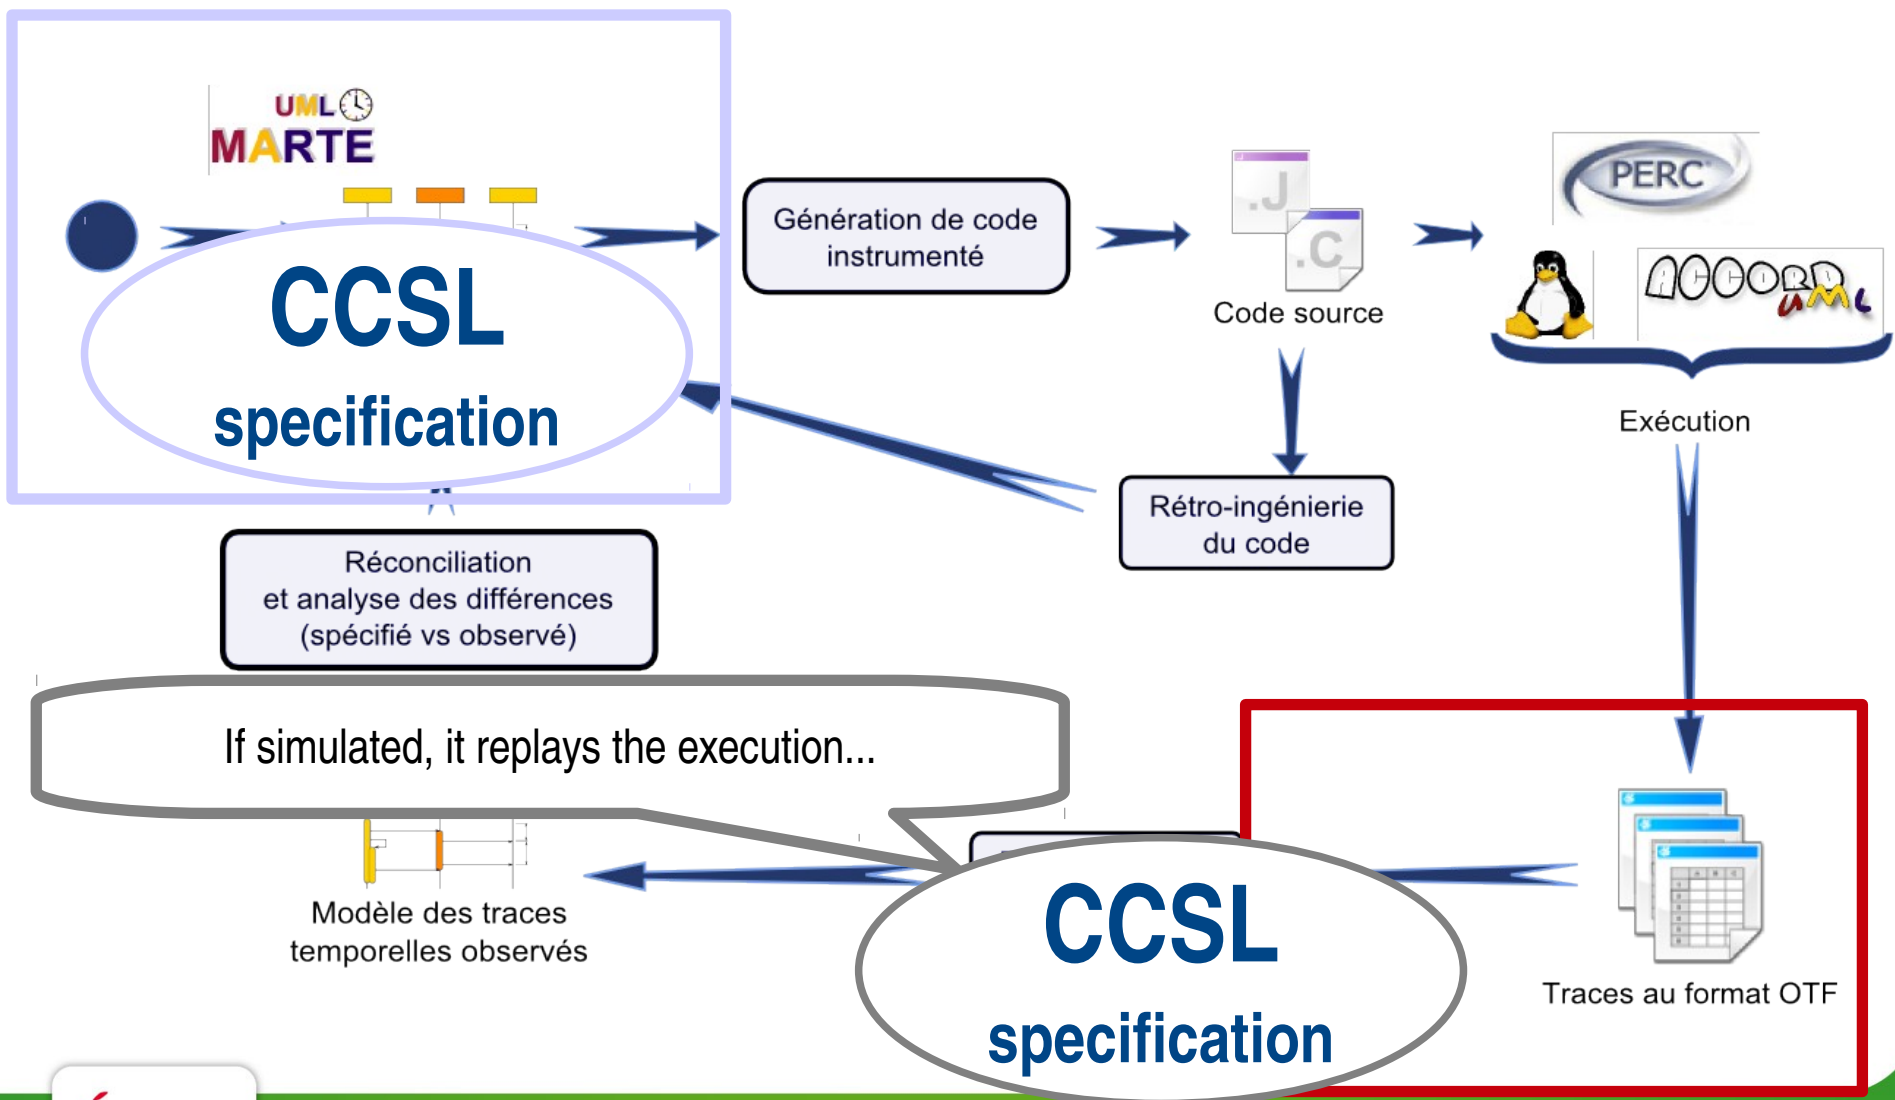 UML
MARTE
CCSL
specification
Génération de code
instrumenté
.J
.C
Code source
PERC
ACCORD
UML
Exécution
Rétro-ingénierie
du code
Réconciliation
et analyse des différences
(spécifié vs observé)
If simulated, it replays the execution...
Modèle des traces
temporelles observés
CCSL
specification
Traces au format OTF